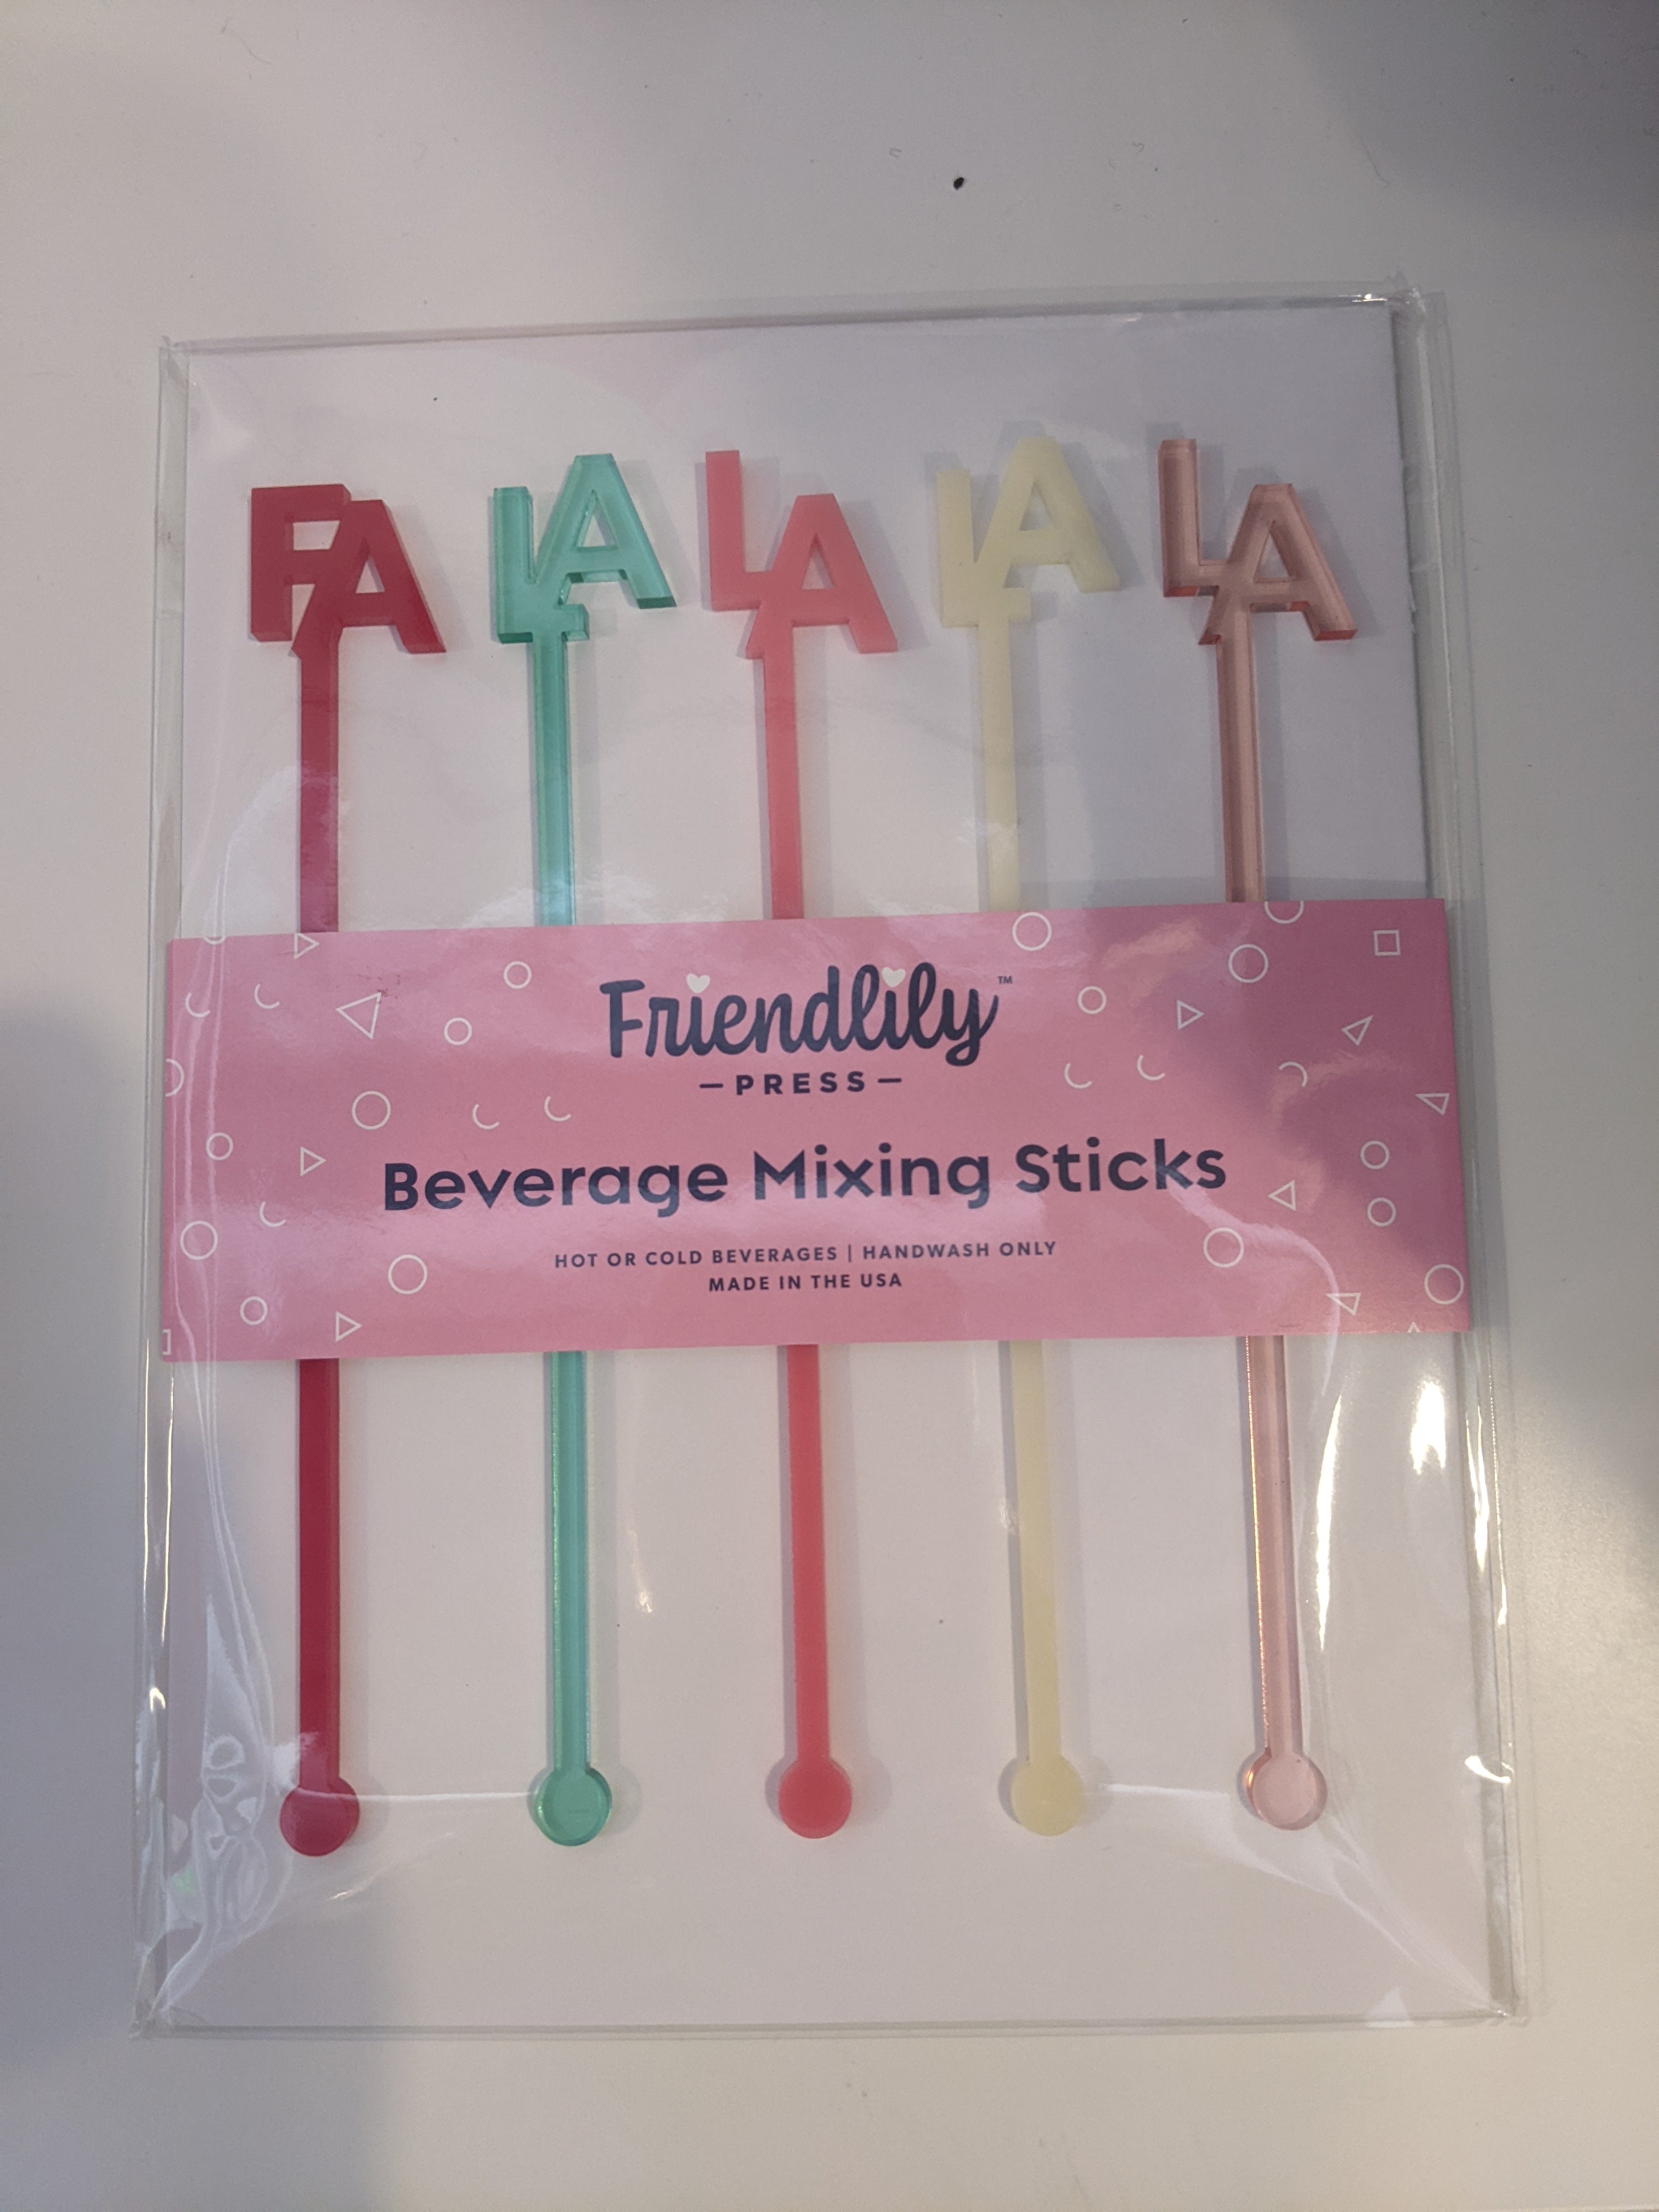 FA LA LA LA LA
Friendlily™
– PRESS –
Beverage Mixing Sticks
HOT OR COLD BEVERAGES | HANDWASH ONLY
MADE IN THE USA